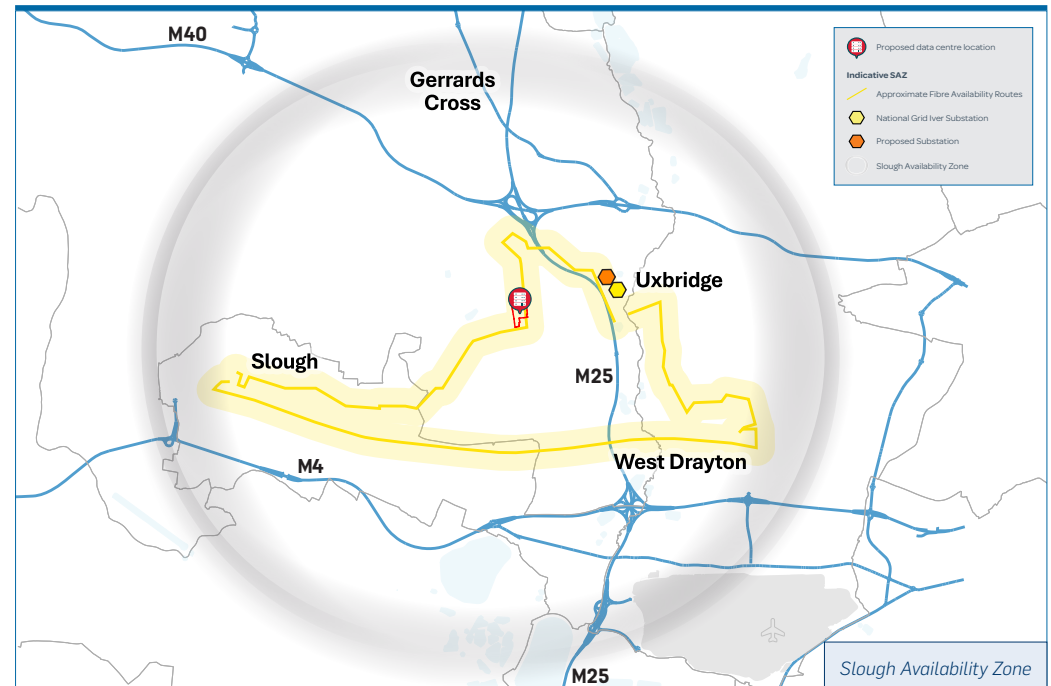 M40
Gerrards
Cross
Proposed data centre location
Indicative SAZ
Approximate Fibre Availability Routes
National Grid Iver Substation
Proposed Substation
Slough Availability Zone
Uxbridge
Slough
M25
West Drayton
M4
M25
Slough Availability Zone